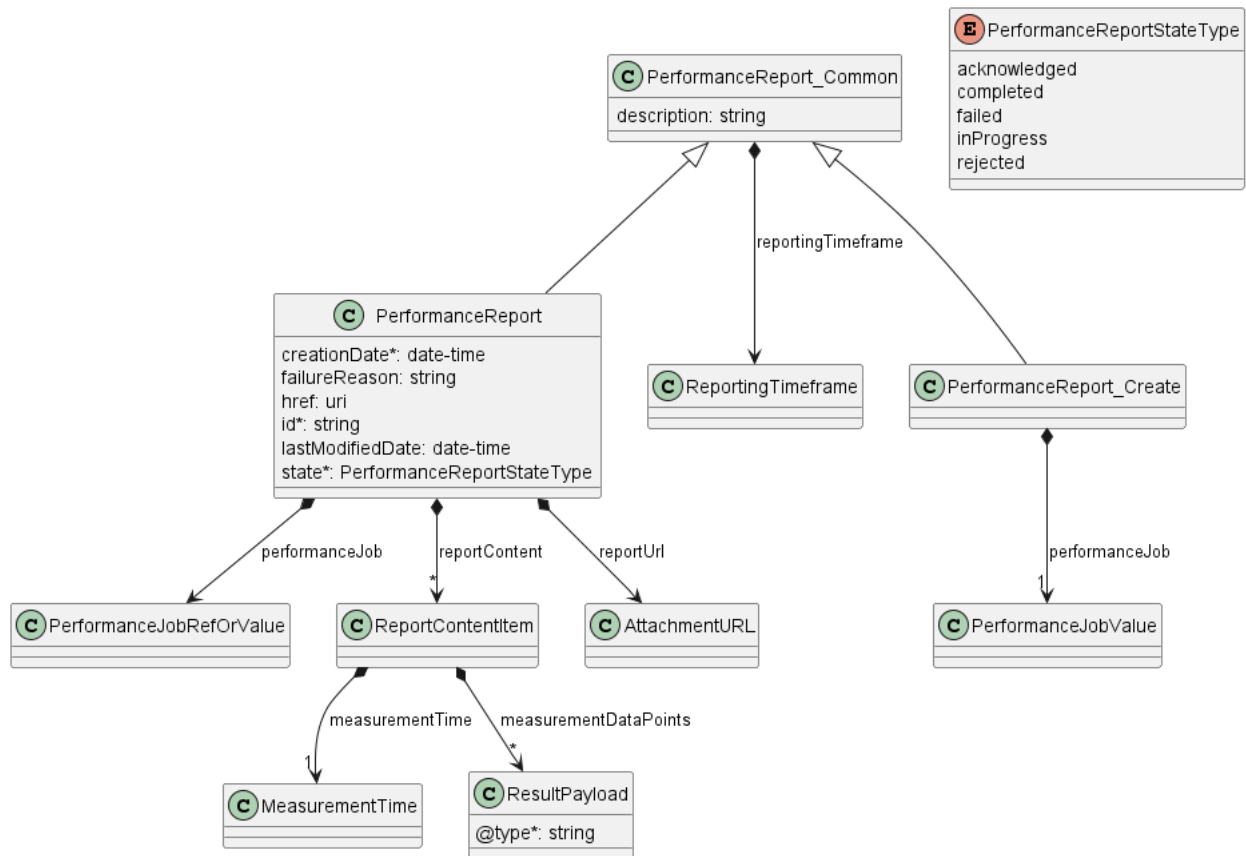 E PerformanceReportStateType
acknowledged
completed
failed
inProgress
rejected
C PerformanceReport_Common
description: string
reportingTimeframe
C PerformanceReport
creationDate*: date-time
failureReason: string
href: uri
id*: string
lastModifiedDate: date-time
state*: PerformanceReportStateType
C ReportingTimeframe
C PerformanceReport_Create
performanceJob
reportContent
*
reportUrl
performanceJob
1
C PerformanceJobRefOrValue
C ReportContentItem
C AttachmentURL
C PerformanceJobValue
measurementTime
1
measurementDataPoints
*
C MeasurementTime
C ResultPayload
@type*: string